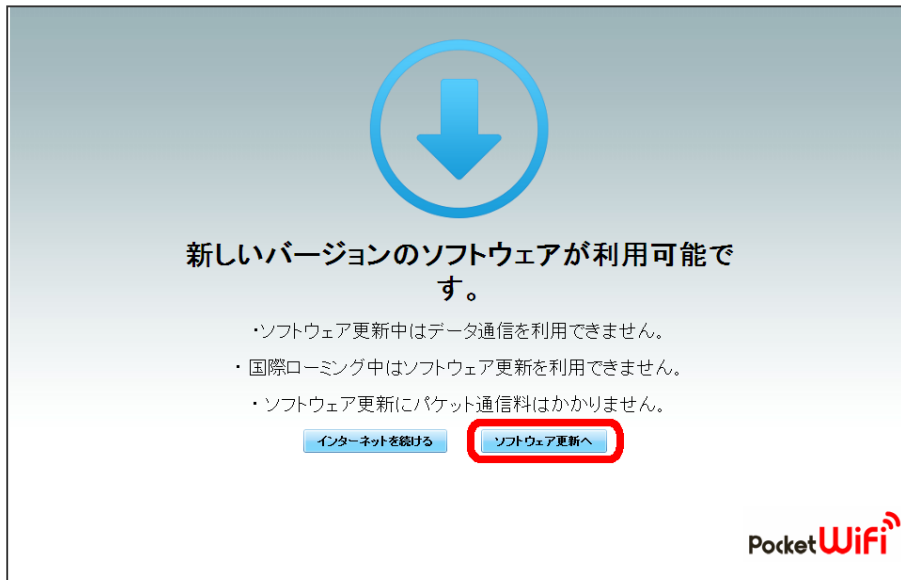 新しいバージョンのソフトウェアが利用可能で
す。
・ソフトウェア更新中はデータ通信を利用できません。
・ 国際ローミング中はソフトウェア更新を利用できません。
・ ソフトウェア更新にパケット通信料はかかりません。
インターネットを続ける ソフトウェア更新へ
Pocket WiFi